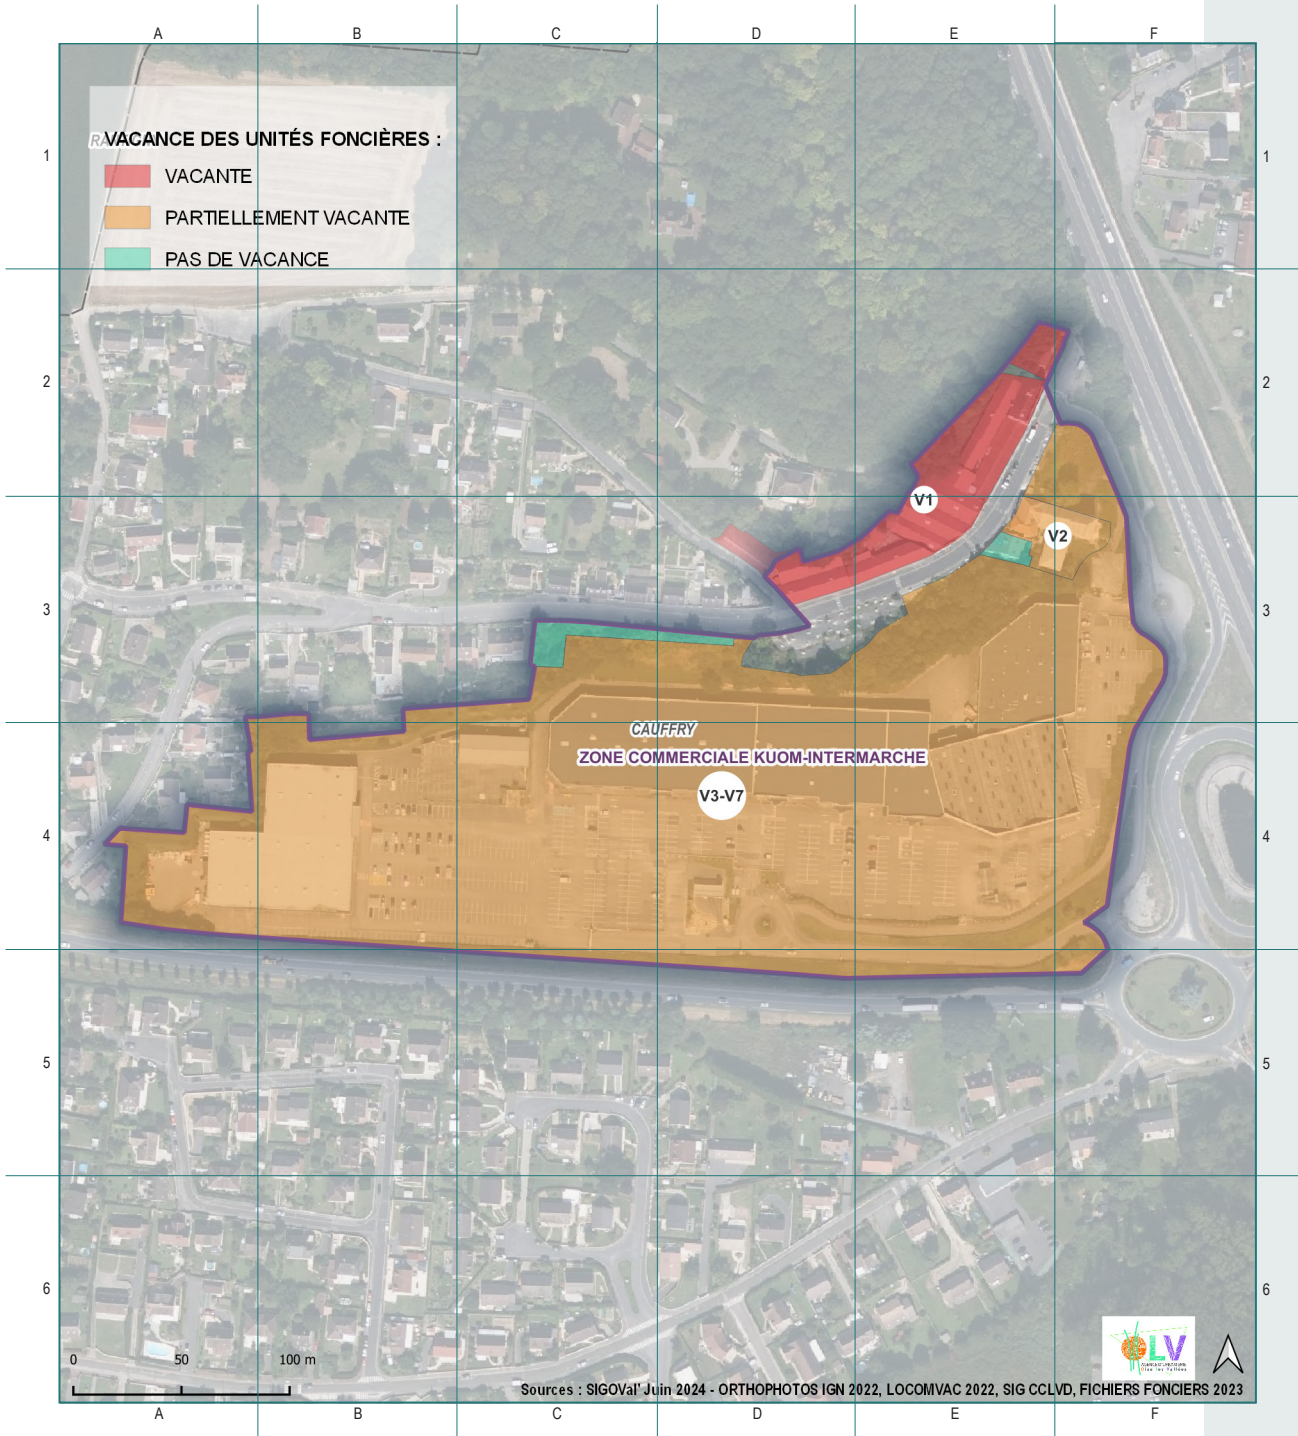 A B C D E F
VACANCE DES UNITÉS FONCIÈRES :
VACANTE
PARTIELLEMENT VACANTE
PAS DE VACANCE
1 1
2 2
V1
V2
3 3
CAUFFRY
ZONE COMMERCIALE KUOM-INTERMARCHE
V3-V7
4 4
5 5
6 6
LV
0 50 100 m
Sources : SIGOVal' Juin 2024 - ORTHOPHOTOS IGN 2022, LOCOMVAC 2022, SIG CCLVD, FICHIERS FONCIERS 2023
A B C D E F